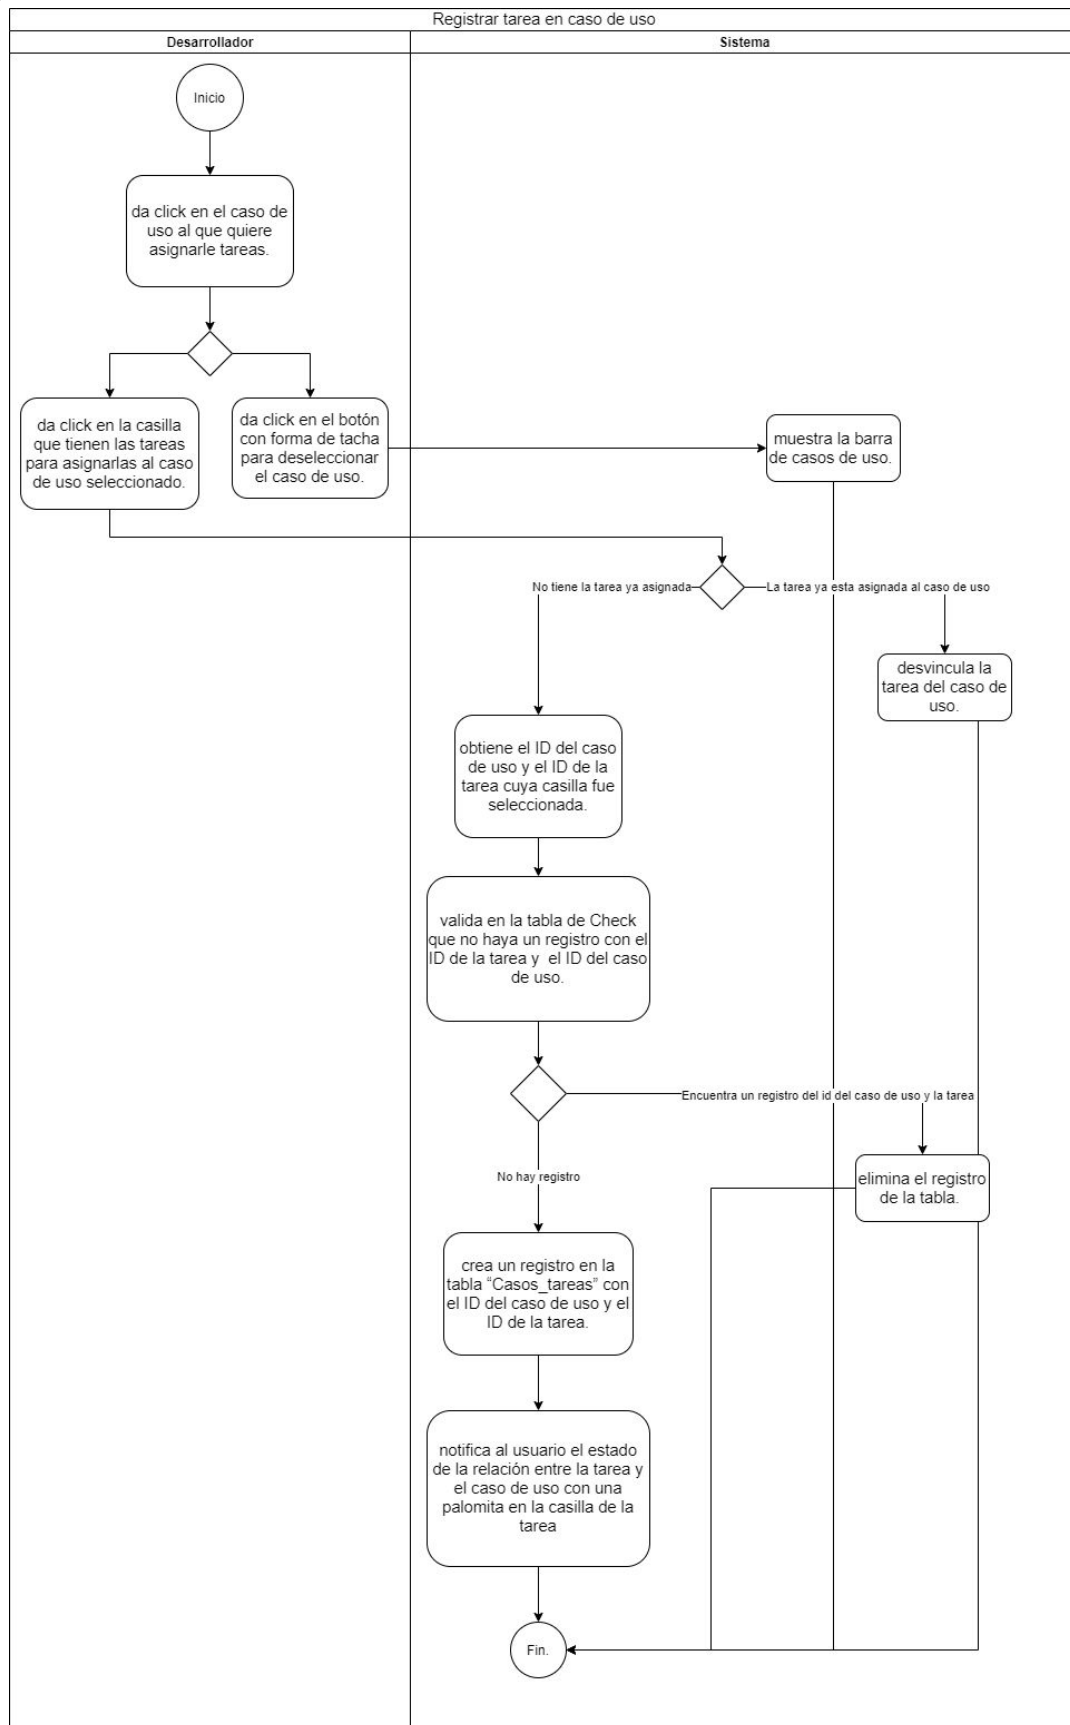 Registrar tarea en caso de uso
Desarrollador
Sistema
Inicio
da click en el caso de
uso al que quiere
asignarle tareas.
da click en la casilla
que tienen las tareas
para asignarlas al caso
de uso seleccionado.
da click en el botón
con forma de tacha
para deseleccionar
el caso de uso.
muestra la barra
de casos de uso.
No tiene la tarea ya asignada
La tarea ya esta asignada al caso de uso
desvincula la
tarea del caso de
uso.
obtiene el ID del caso
de uso y el ID de la
tarea cuya casilla fue
seleccionada.
valida en la tabla de Check
que no haya un registro con el
ID de la tarea y  el ID del caso
de uso.
Encuentra un registro del id del caso de uso y la tarea
No hay registro
elimina el registro
de la tabla.
crea un registro en la
tabla “Casos_tareas” con
el ID del caso de uso y el
ID de la tarea.
notifica al usuario el estado
de la relación entre la tarea y
el caso de uso con una
palomita en la casilla de la
tarea
Fin.